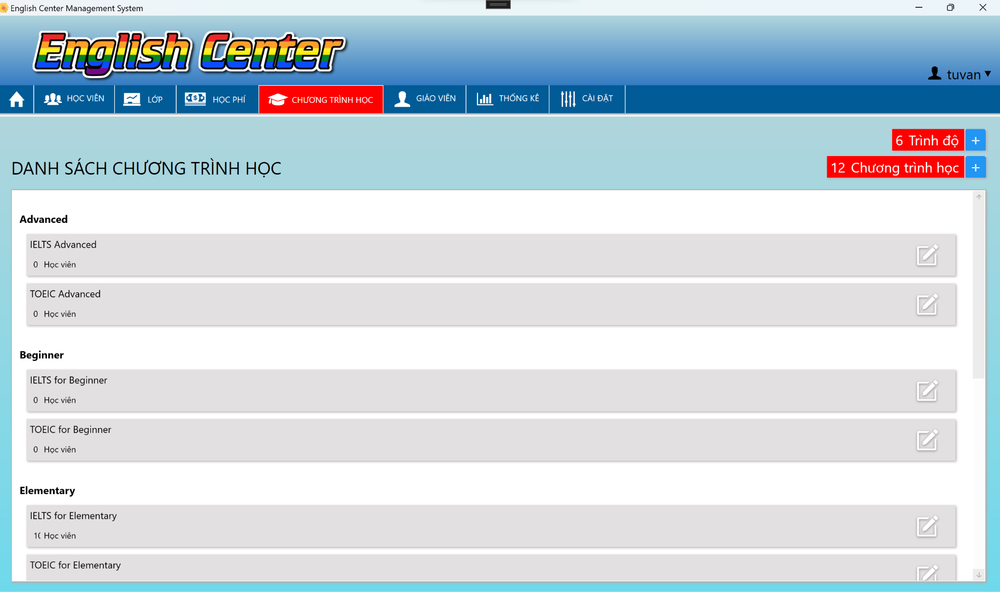 English Center Management System
English Center
tuvan
HỌC VIÊN
LỚP
HỌC PHÍ
CHƯƠNG TRÌNH HỌC
GIÁO VIÊN
THỐNG KÊ
CÀI ĐẶT
6 Trình độ +
DANH SÁCH CHƯƠNG TRÌNH HỌC
12 Chương trình học +
Advanced
IELTS Advanced
0 Học viên
TOEIC Advanced
0 Học viên
Beginner
IELTS for Beginner
0 Học viên
TOEIC for Beginner
0 Học viên
Elementary
IELTS for Elementary
Học viên
TOEIC for Elementary